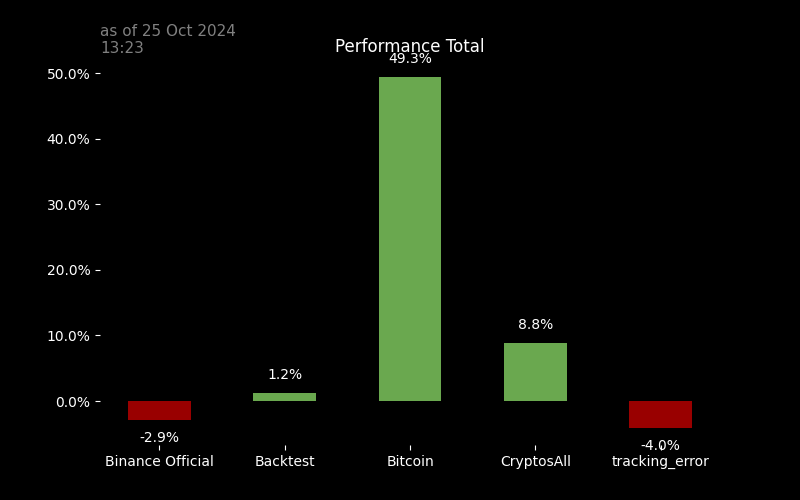 as of 25 Oct 2024
13:23
Performance Total
50.0%
40.0%
30.0%
20.0%
10.0%
0.0%
-2.9%
1.2%
49.3%
8.8%
-4.0%
Binance Official
Backtest
Bitcoin
CryptosAll
tracking_error